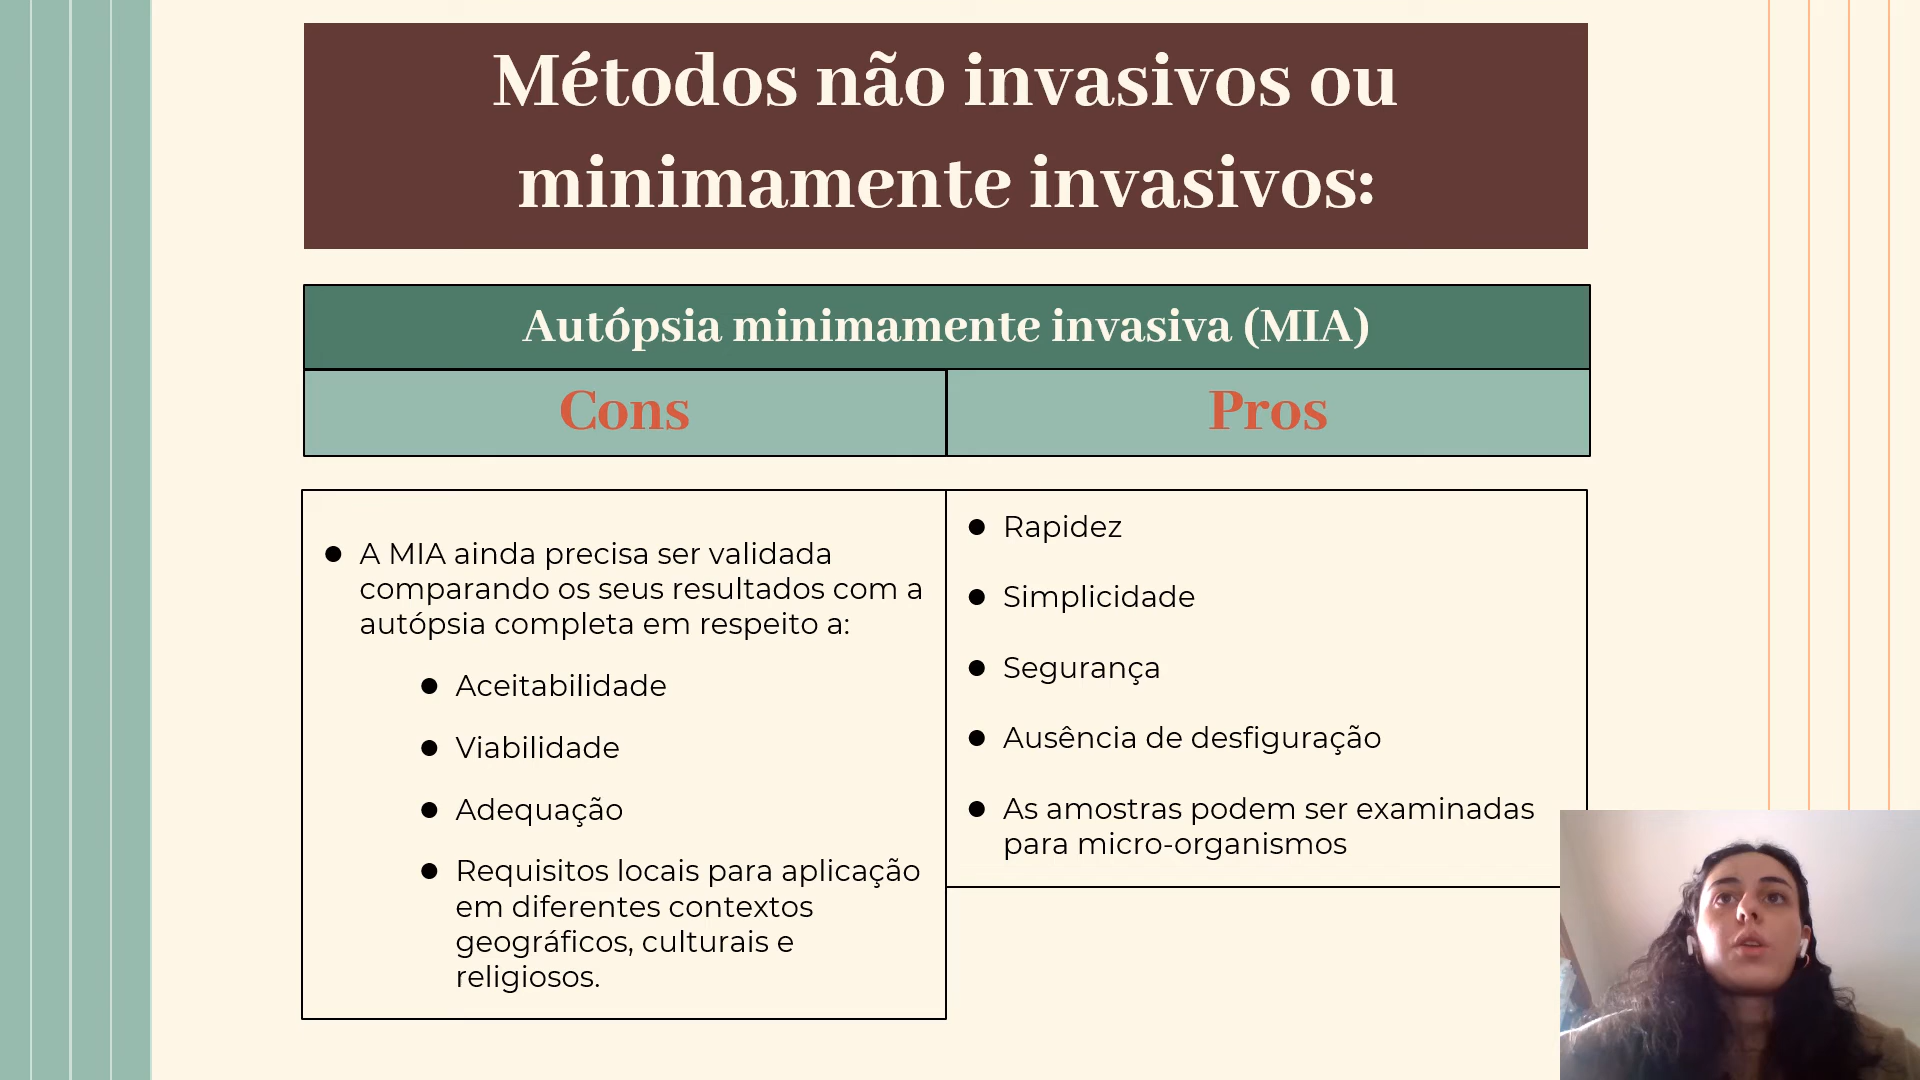 Métodos não invasivos ou
minimamente invasivos:
Autópsia minimamente invasiva (MIA)
Cons
Pros
A MIA ainda precisa ser validada
comparando os seus resultados com a
autópsia completa em respeito a:
Aceitabilidade
Viabilidade
Adequação
Requisitos locais para aplicação
em diferentes contextos
geográficos, culturais e
religiosos.
Rapidez
Simplicidade
Segurança
Ausência de desfiguração
As amostras podem ser examinadas
para micro-organismos